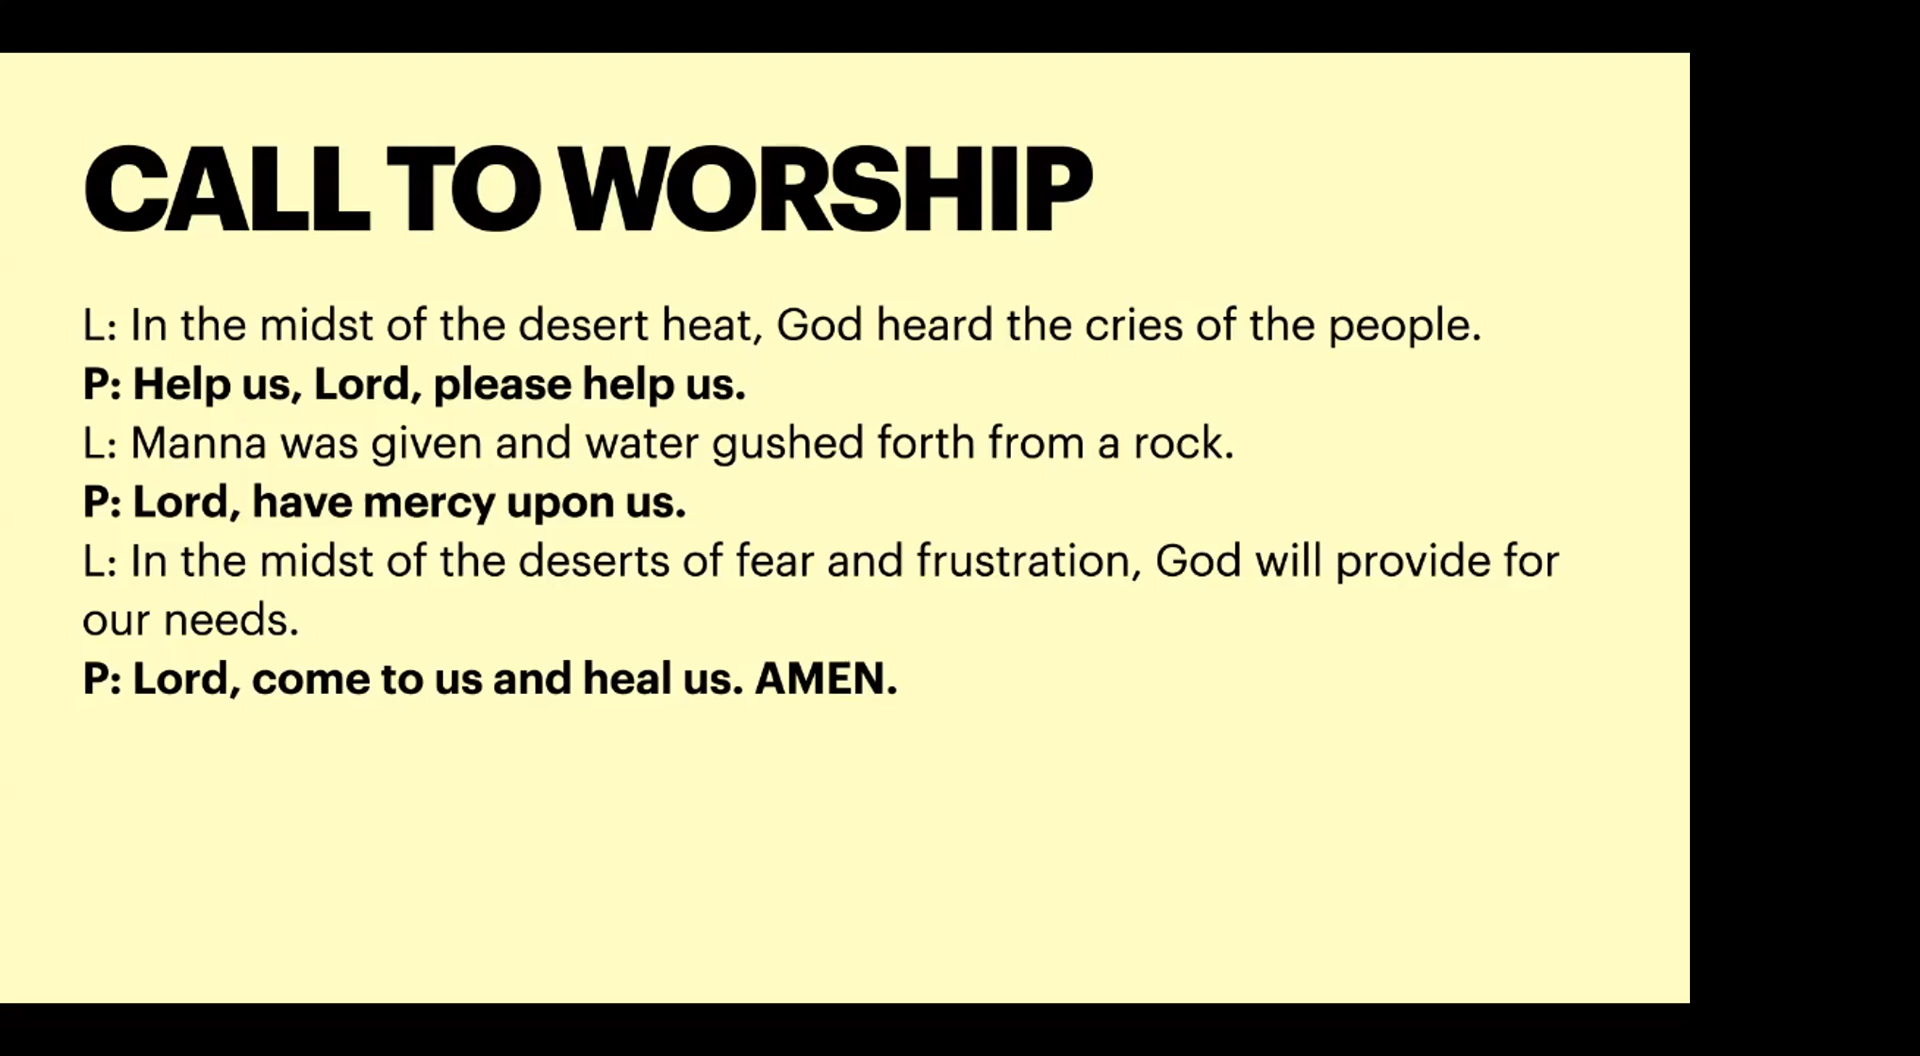 CALL TO WORSHIP
L: In the midst of the desert heat, God heard the cries of the people.
P: Help us, Lord, please help us.
L: Manna was given and water gushed forth from a rock.
P: Lord, have mercy upon us.
L: In the midst of the deserts of fear and frustration, God will provide for
our needs.
P: Lord, come to us and heal us. AMEN.